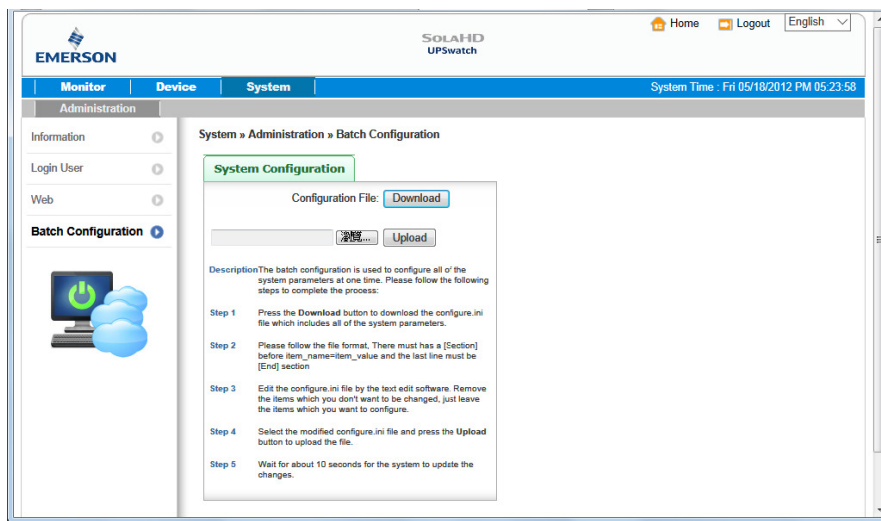 EMERSON
SOLAHD
UPSwatch
Home
Logout
English
Monitor
Device
System
System Time : Fri 05/18/2012 PM 05:23:58
Administration
Information
Login User
Web
Batch Configuration
System » Administration » Batch Configuration
System Configuration
Configuration File: Download
瀏覽... Upload
Description The batch configuration is used to configure all of the
system parameters at one time. Please follow the following
steps to complete the process:
Step 1 Press the Download button to download the configure.ini
file which includes all of the system parameters.
Step 2 Please follow the file format, There must has a [Section]
before item_name=item_value and the last line must be
[End] section
Step 3 Edit the configure.ini file by the text edit software. Remove
the items which you don't want to be changed, just leave
the items which you want to configure.
Step 4 Select the modified configure.ini file and press the Upload
button to upload the file.
Step 5 Wait for about 10 seconds for the system to update the
changes.